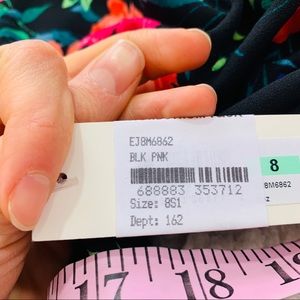 EJ8M6862
BLK PNK
688883 353712
Size: 8S1
Dept: 162
8
8M6862
z
17
18
19